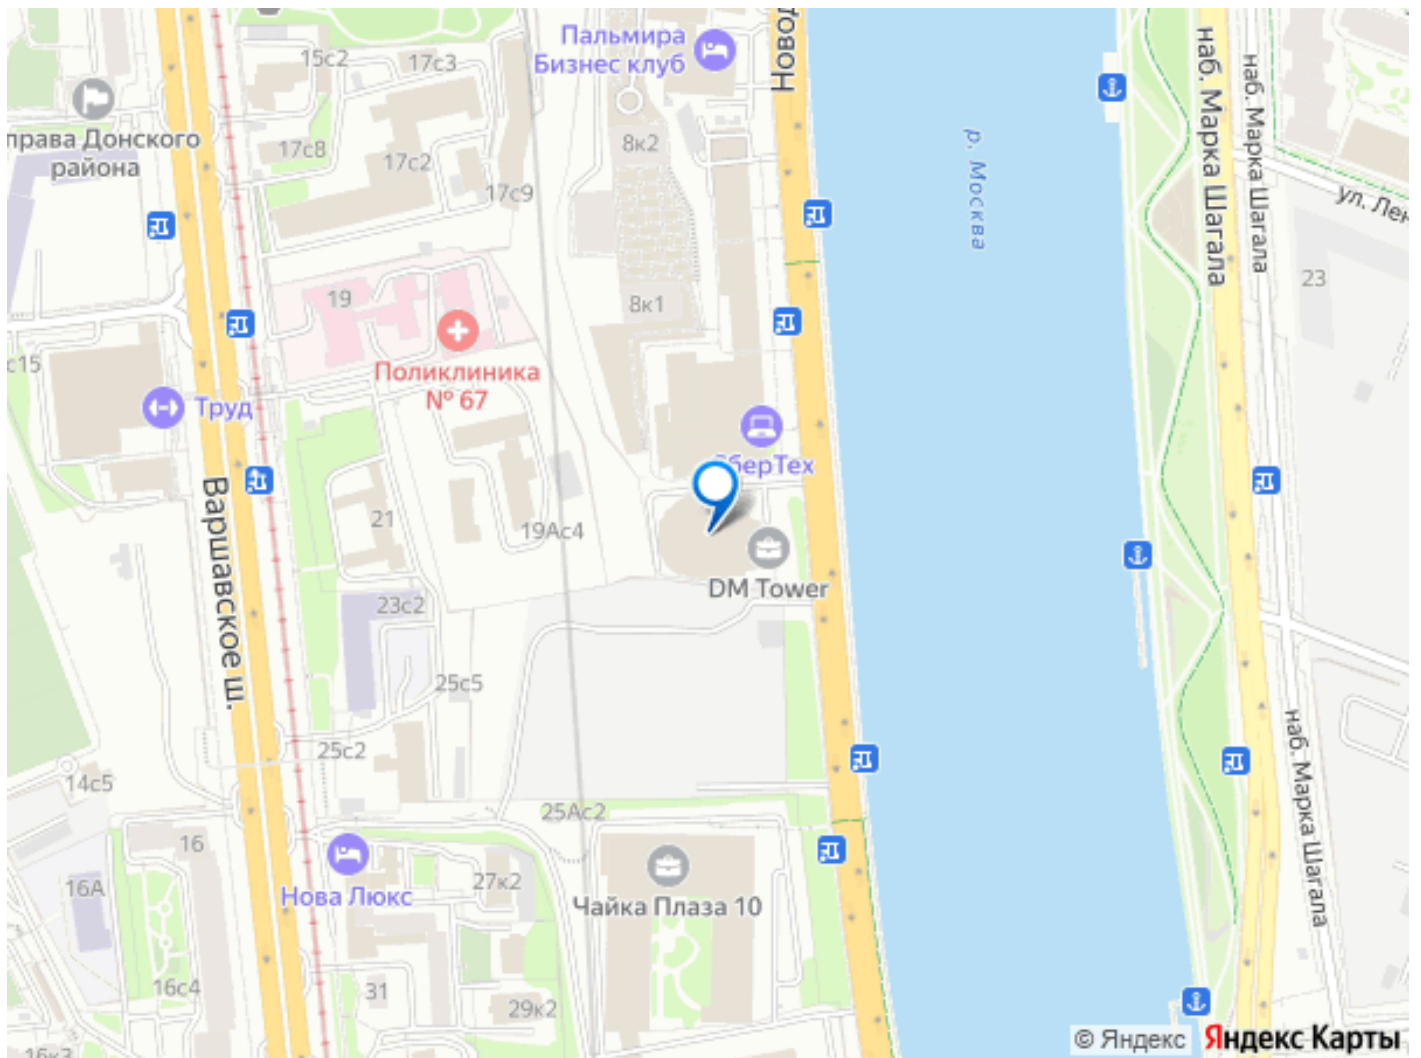 Пальмира
Бизнес клуб
15с2
17с3
Новод
наб. Марка Шагала
наб. Марка Шагала
права Донского
района
17с8
17с2
17с9
8к2
р. Москва
ул. Лен
19
8к1
23
с15
Поликлиника
№ 67
Труд
сберТех
Варшавское ш.
21
19Ас4
DM Tower
23с2
25с5
25с2
14с5
25Ас2
наб. Марка Шагала
16
16А
Нова Люкс
27к2
Чайка Плаза 10
16с4
31
29к2
16к3
© Яндекс
Яндекс Карты